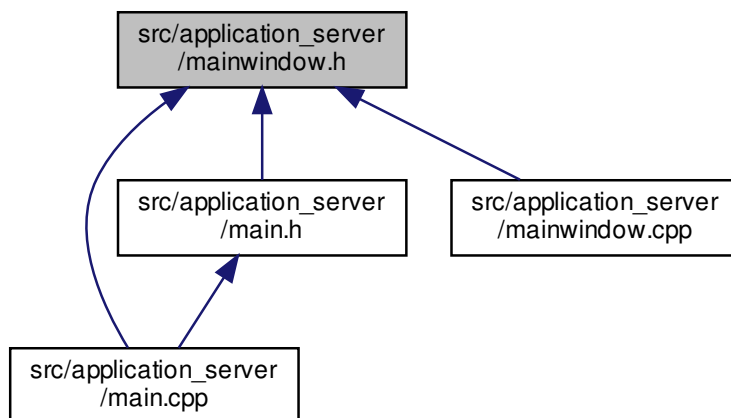 src/application_server
/mainwindow.h
src/application_server
/main.h
src/application_server
/mainwindow.cpp
src/application_server
/main.cpp